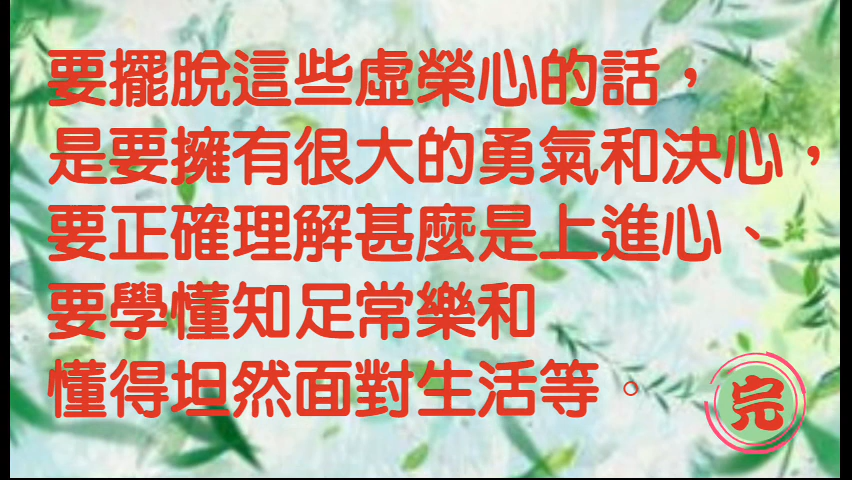 要擺脫這些虛榮心的話，
是要擁有很大的勇氣和決心，
要正確理解甚麼是上進心、
要學懂知足常樂和
懂得坦然面對生活等。
完